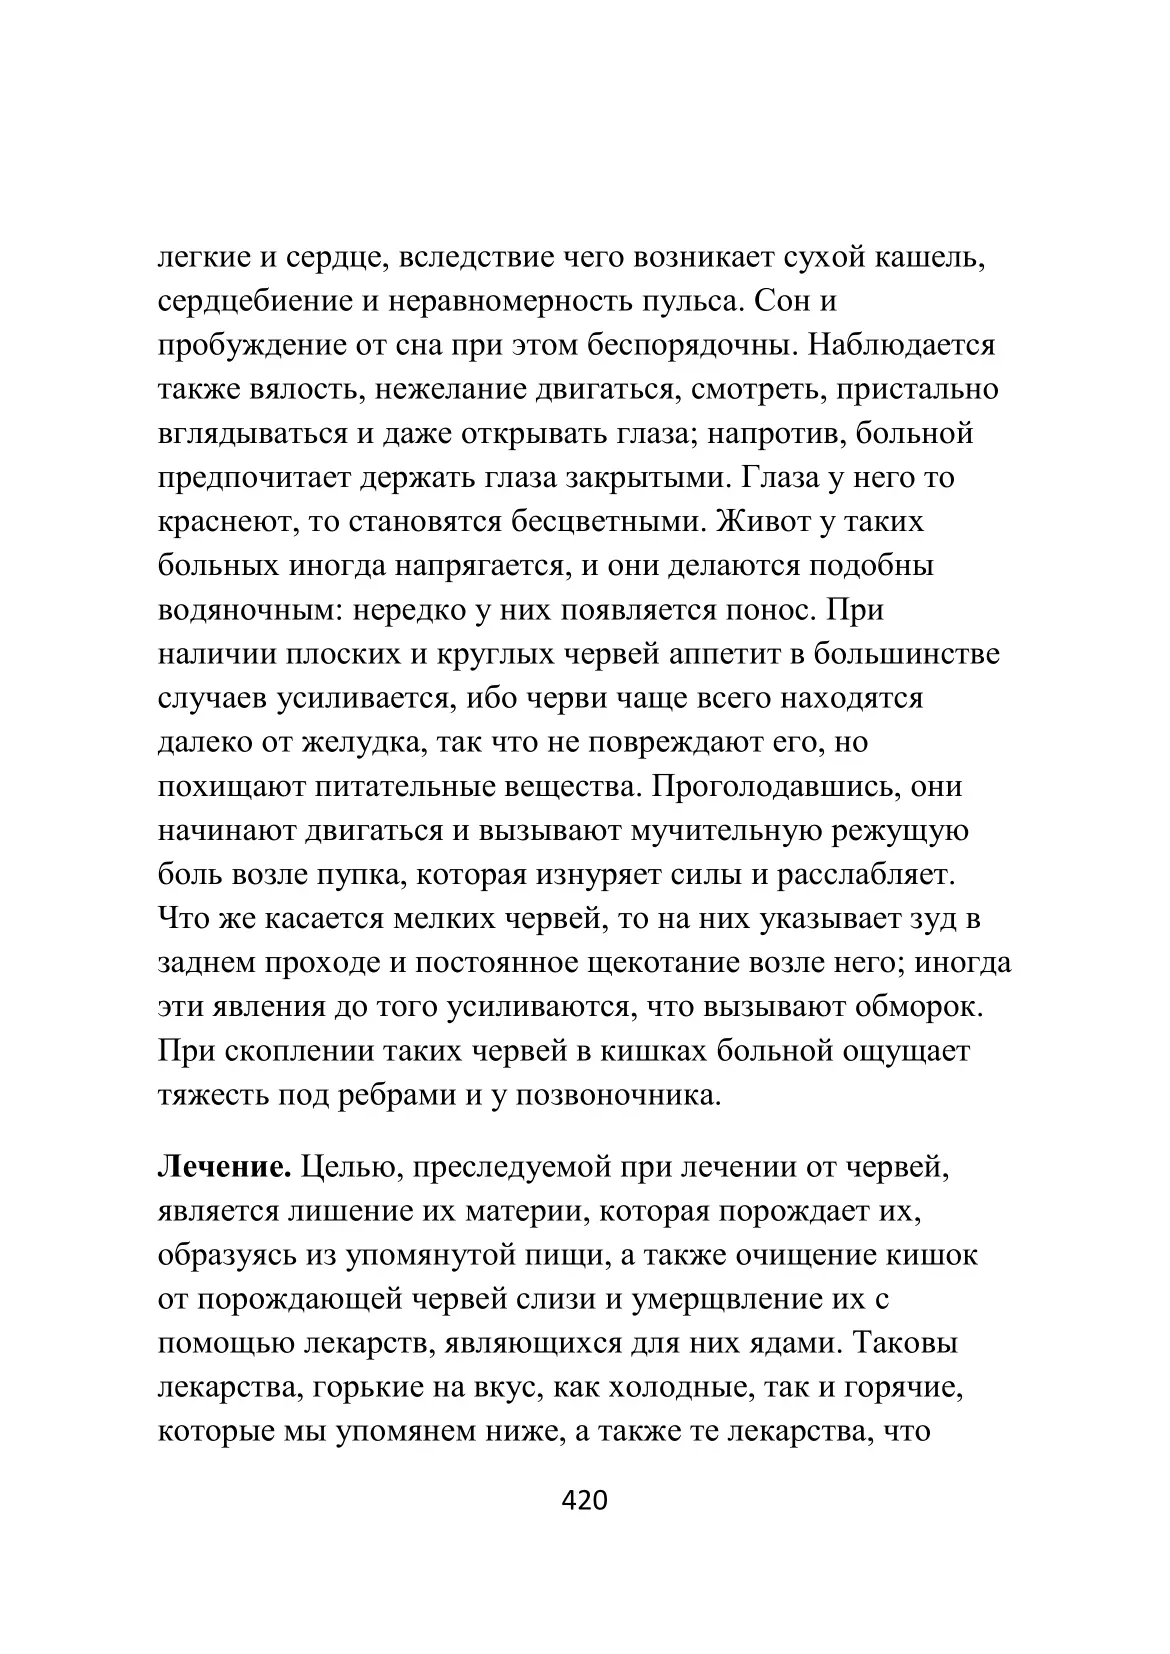 легкие и сердце, вследствие чего возникает сухой кашель,
сердцебиение и неравномерность пульса. Сон и
пробуждение от сна при этом беспорядочны. Наблюдается
также вялость, нежелание двигаться, смотреть, пристально
вглядываться и даже открывать глаза; напротив, больной
предпочитает держать глаза закрытыми. Глаза у него то
краснеют, то становятся бесцветными. Живот у таких
больных иногда напрягается, и они делаются подобны
водяночным: нередко у них появляется понос. При
наличии плоских и круглых червей аппетит в большинстве
случаев усиливается, ибо черви чаще всего находятся
далеко от желудка, так что не повреждают его, но
похищают питательные вещества. Проголодавшись, они
начинают двигаться и вызывают мучительную режущую
боль возле пупка, которая изнуряет силы и расслабляет.
Что же касается мелких червей, то на них указывает зуд в
заднем проходе и постоянное щекотание возле него; иногда
эти явления до того усиливаются, что вызывают обморок.
При скоплении таких червей в кишках больной ощущает
тяжесть под ребрами и у позвоночника.
Лечение. Целью, преследуемой при лечении от червей,
является лишение их материи, которая порождает их,
образуясь из упомянутой пищи, а также очищение кишок
от порождающей червей слизи и умерщвление их с
помощью лекарств, являющихся для них ядами. Таковы
лекарства, горькие на вкус, как холодные, так и горячие,
которые мы упомянем ниже, а также те лекарства, что
420